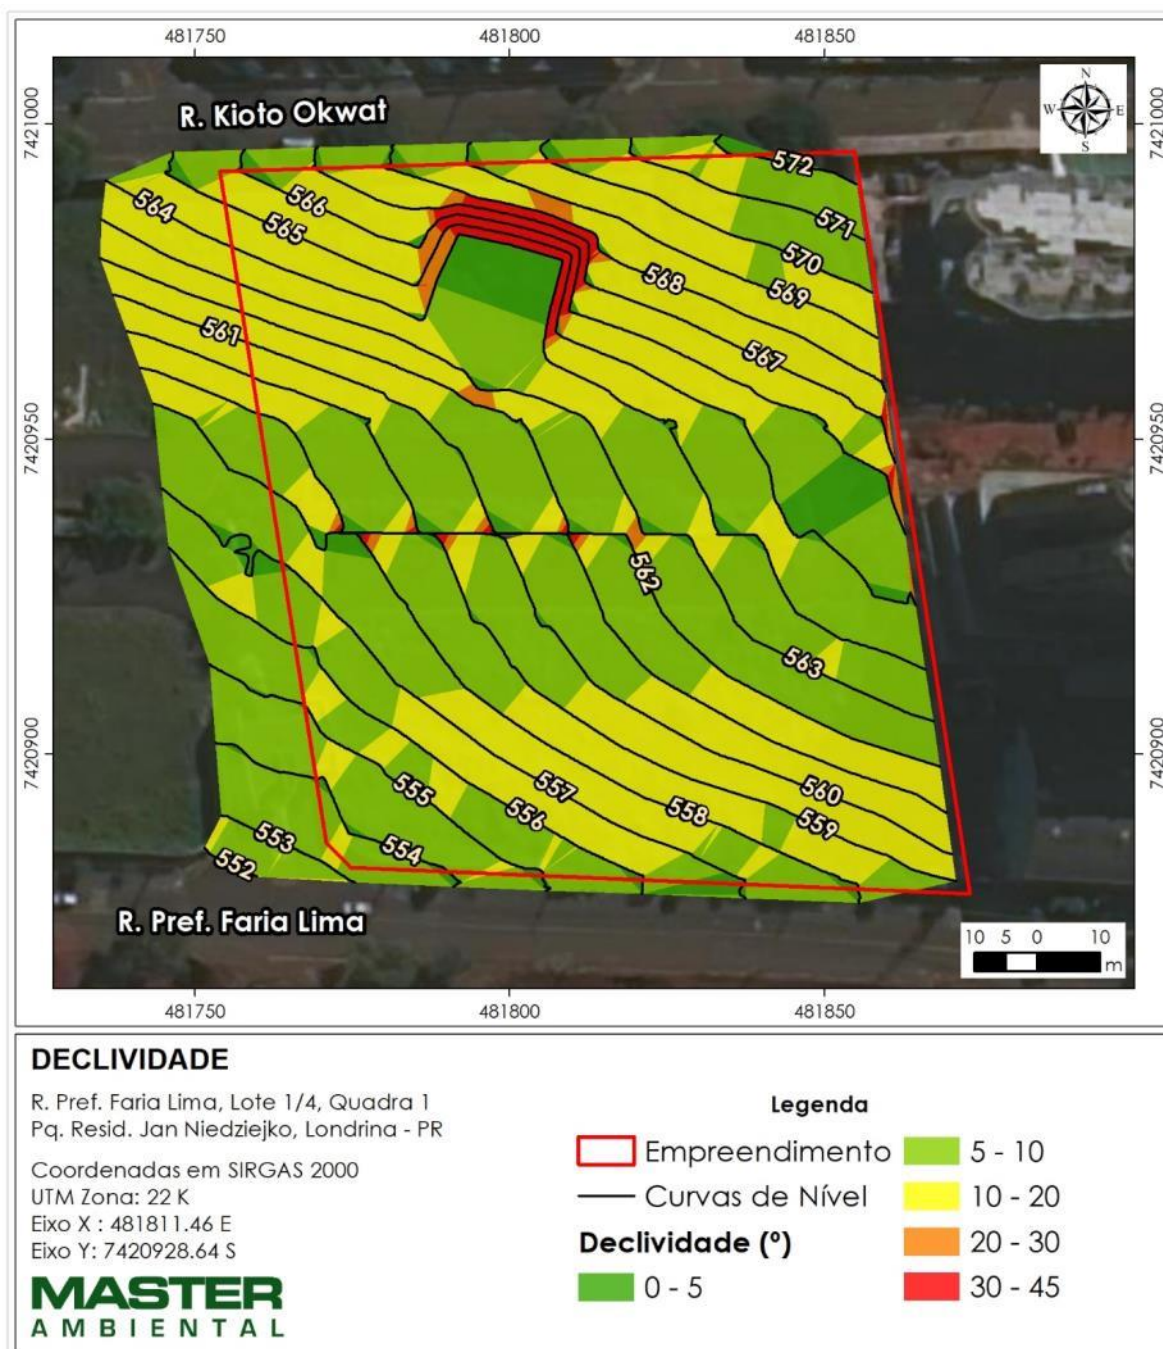 481750 481800 481850
7421000 7421000
N
W E
S
R. Kioto Okwat
572
571
570
569
568
567
566
565
564
561
7420950 7420950
562
563
7420900 7420900
560
559
558
557
556
555
554
553
552
R. Pref. Faria Lima
10 5 0 10
m
481750 481800 481850
DECLIVIDADE
R. Pref. Faria Lima, Lote 1/4, Quadra 1
Pq. Resid. Jan Niedziejko, Londrina - PR
Coordenadas em SIRGAS 2000
UTM Zona: 22 K
Eixo X : 481811.46 E
Eixo Y: 7420928.64 S
MASTER
AMBIENTAL
Legenda
Empreendimento
Curvas de Nível
Declividade (º)
0 - 5
5 - 10
10 - 20
20 - 30
30 - 45